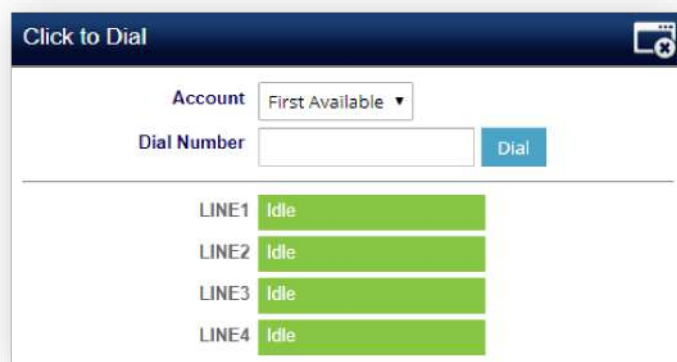 Click to Dial
Account First Available
Dial Number Dial
LINE1 Idle
LINE2 Idle
LINE3 Idle
LINE4 Idle